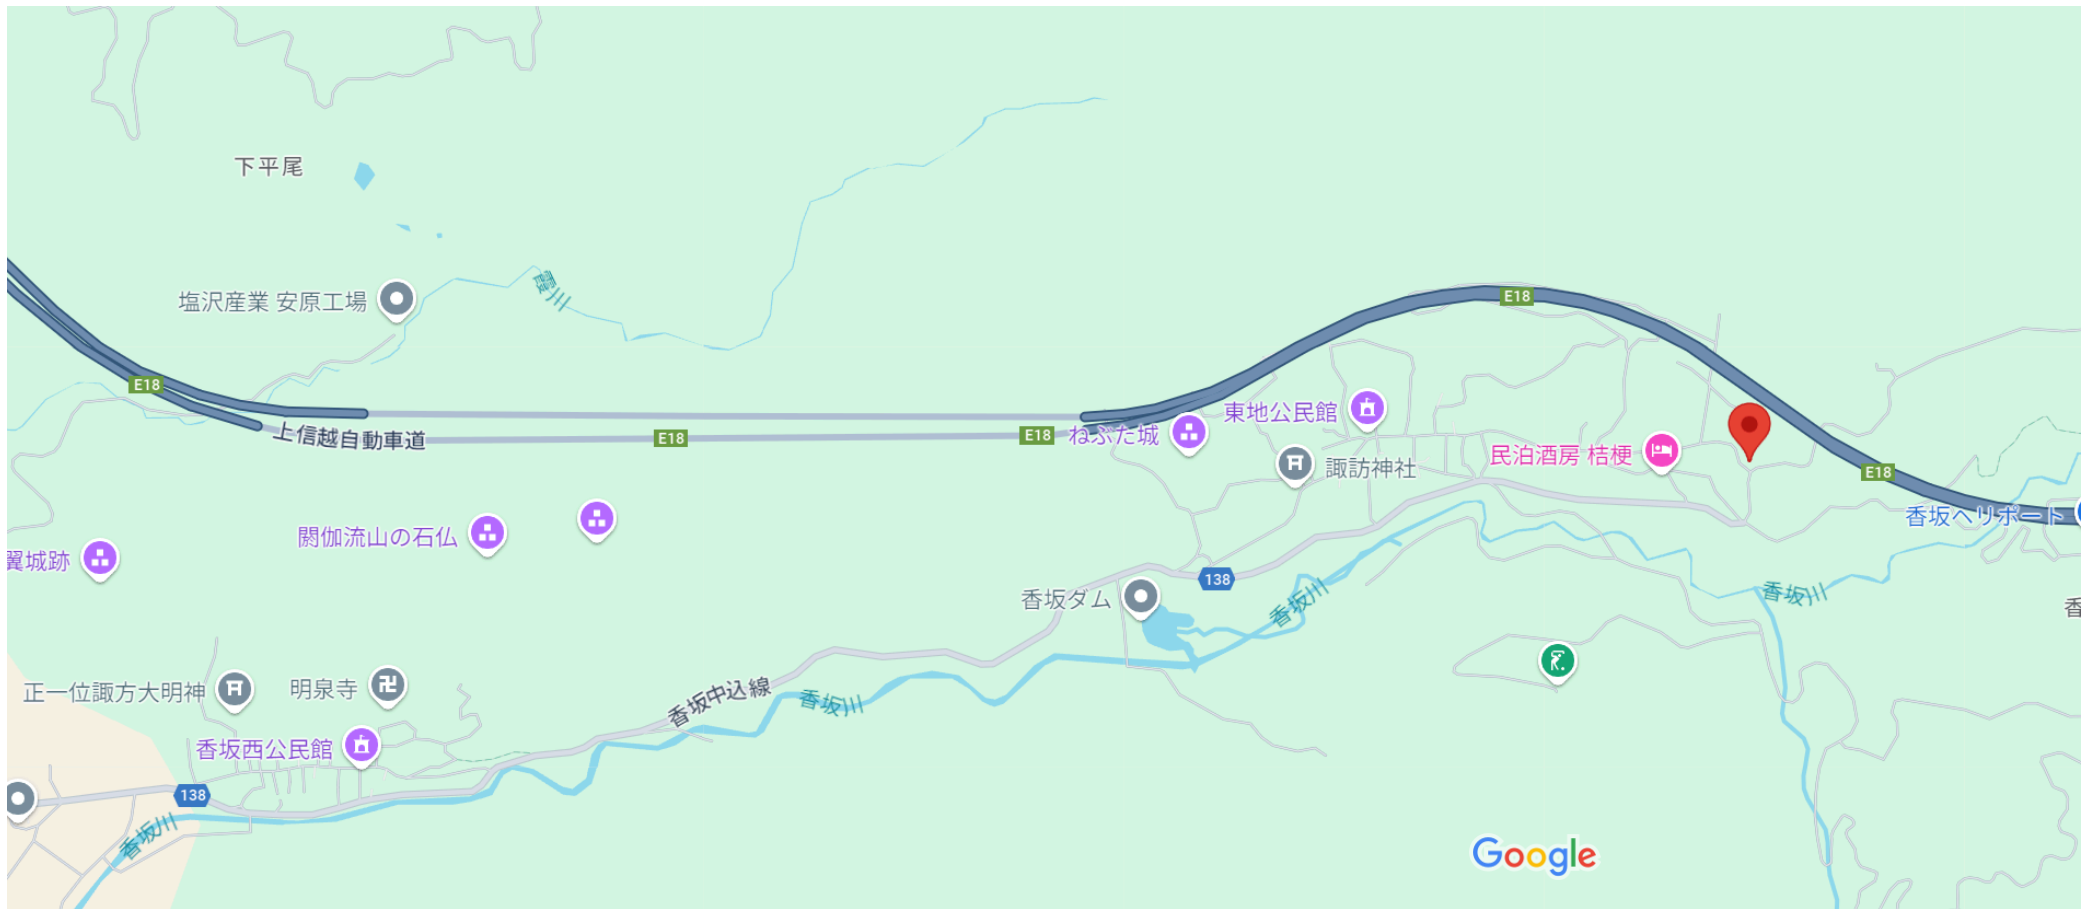 下平尾
霞川
塩沢産業 安原工場
E18
E18
上信越自動車道
E18
E18
ねぶた城
東地公民館
諏訪神社
民泊酒房 桔梗
E18
香坂ヘリポート
閼伽流山の石仏
翼城跡
香坂ダム
138
香坂川
香坂川
香
正一位諏方大明神
明泉寺
香坂中込線
香坂川
香坂西公民館
138
香坂川
Google